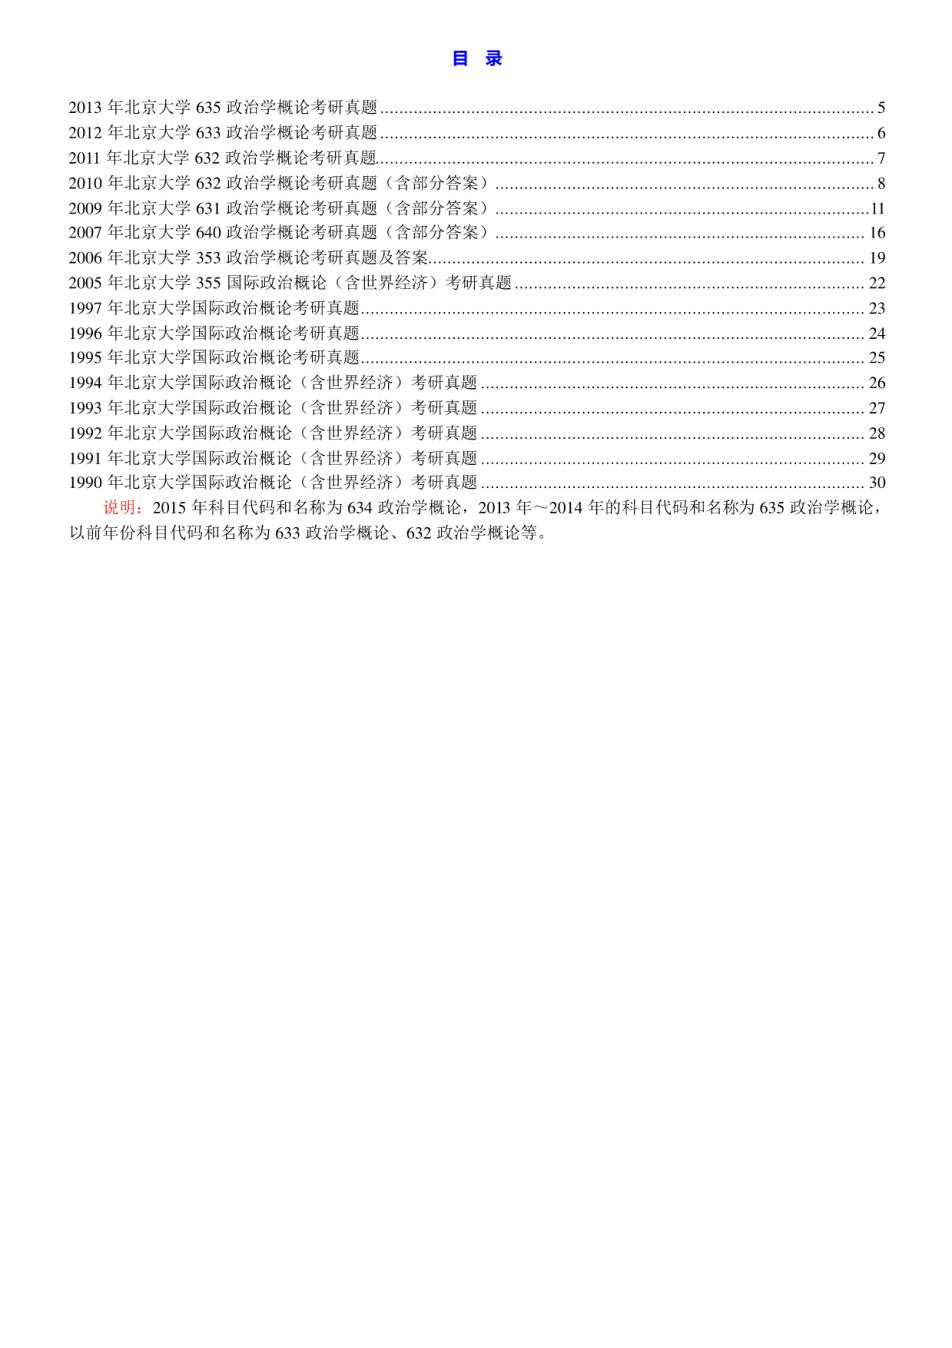 目 录
2013 年北京大学 635 政治学概论考研真题........................................................................................................5
2012 年北京大学 633 政治学概论考研真题........................................................................................................6
2011 年北京大学 632 政治学概论考研真题........................................................................................................7
2010 年北京大学 632 政治学概论考研真题（含部分答案）................................................................................8
2009 年北京大学 631 政治学概论考研真题（含部分答案）..............................................................................11
2007 年北京大学 640 政治学概论考研真题（含部分答案）.............................................................................. 16
2006 年北京大学 353 政治学概论考研真题及答案........................................................................................... 19
2005 年北京大学 355 国际政治概论（含世界经济）考研真题.......................................................................... 22
1997 年北京大学国际政治概论考研真题......................................................................................................... 23
1996 年北京大学国际政治概论考研真题......................................................................................................... 24
1995 年北京大学国际政治概论考研真题......................................................................................................... 25
1994 年北京大学国际政治概论（含世界经济）考研真题................................................................................ 26
1993 年北京大学国际政治概论（含世界经济）考研真题................................................................................ 27
1992 年北京大学国际政治概论（含世界经济）考研真题................................................................................ 28
1991 年北京大学国际政治概论（含世界经济）考研真题................................................................................ 29
1990 年北京大学国际政治概论（含世界经济）考研真题................................................................................ 30
说明：2015 年科目代码和名称为 634 政治学概论，2013 年～2014 年的科目代码和名称为 635 政治学概论，
以前年份科目代码和名称为 633 政治学概论、632 政治学概论等。